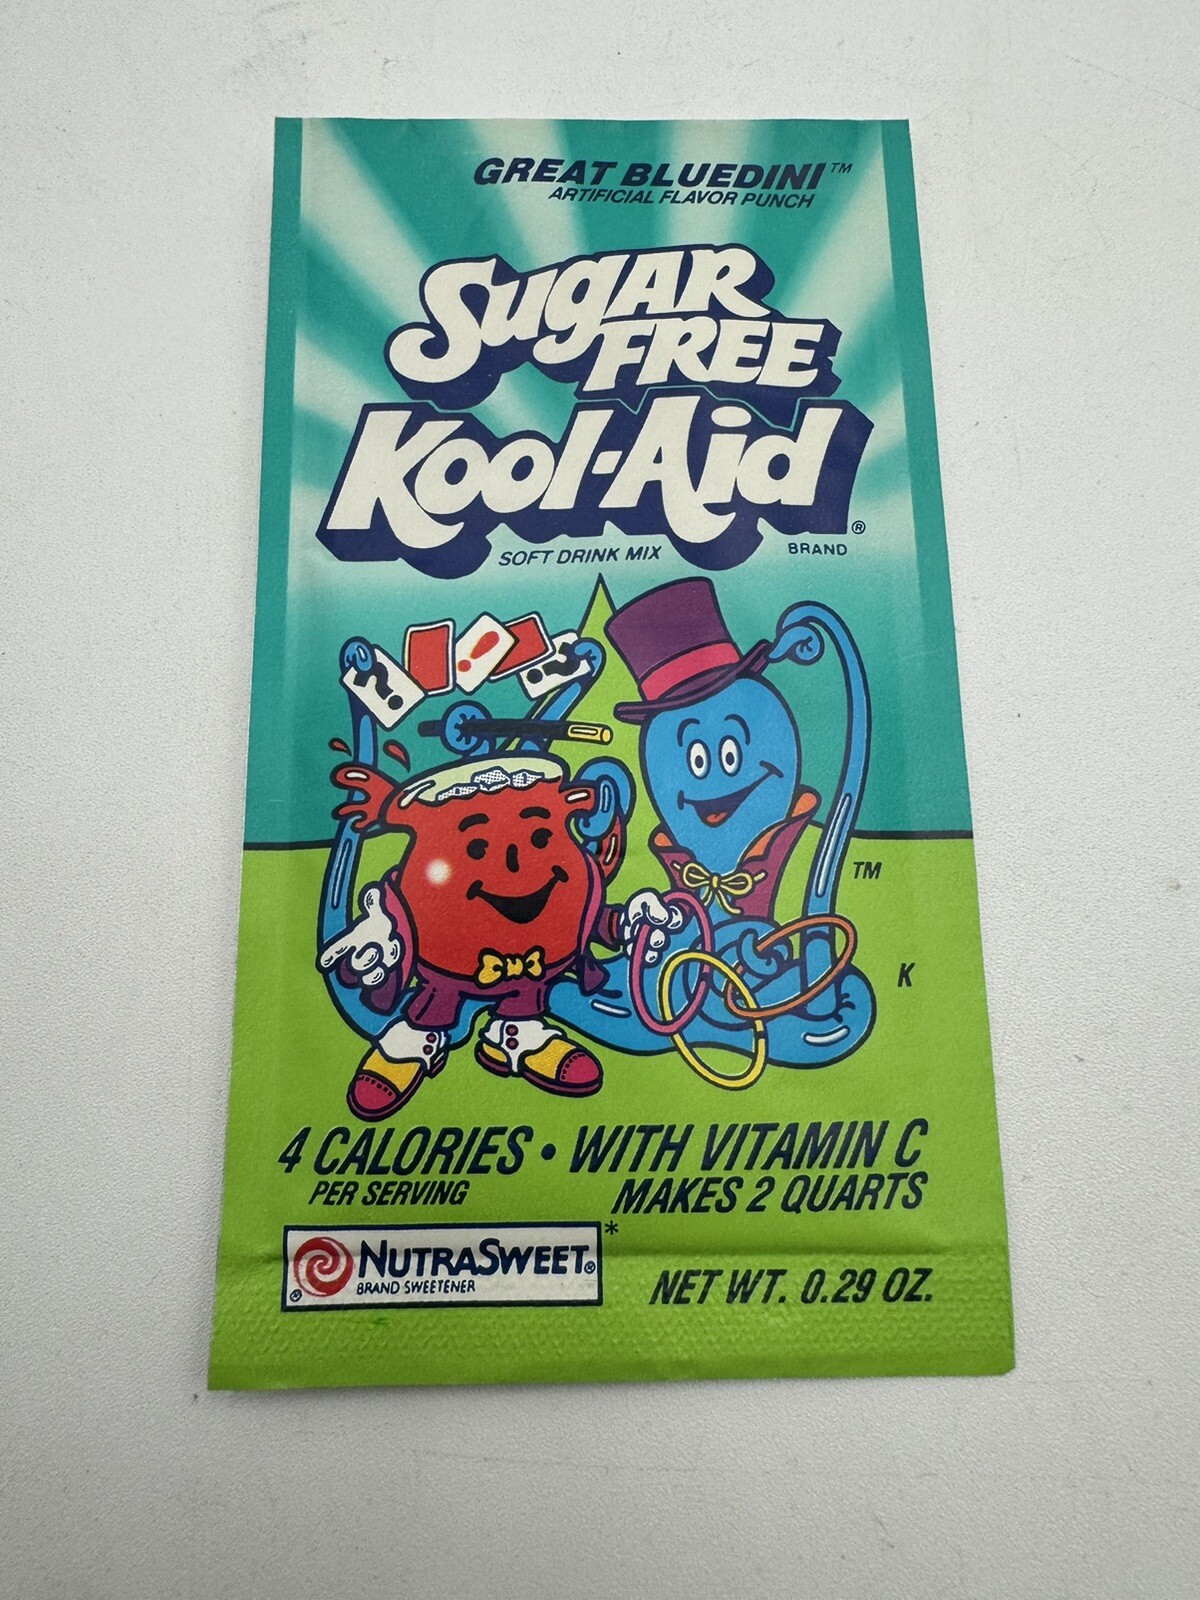 GREAT BLUEDINI™
ARTIFICIAL FLAVOR PUNCH
SUGAR
FREE
Kool-Aid®
SOFT DRINK MIX BRAND
? ! ?
TM
K
4 CALORIES • WITH VITAMIN C
PER SERVING MAKES 2 QUARTS
NUTRASWEET®*
® BRAND SWEETENER
NET WT. 0.29 OZ.